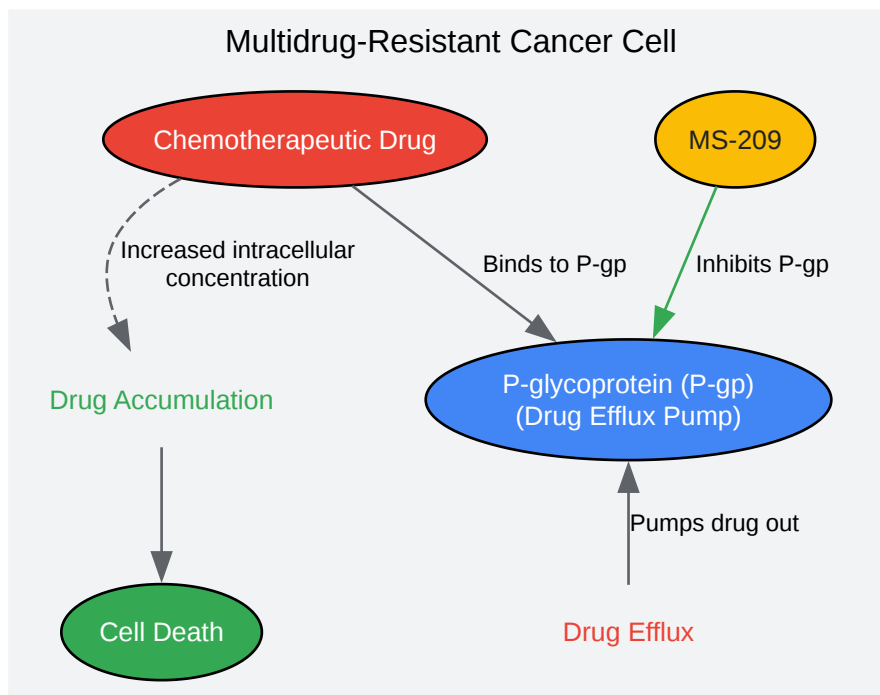 Multidrug-Resistant Cancer Cell
Chemotherapeutic Drug
MS-209
Increased intracellular
concentration
Binds to P-gp
Inhibits P-gp
Drug Accumulation
P-glycoprotein (P-gp)
(Drug Efflux Pump)
Pumps drug out
Cell Death
Drug Efflux